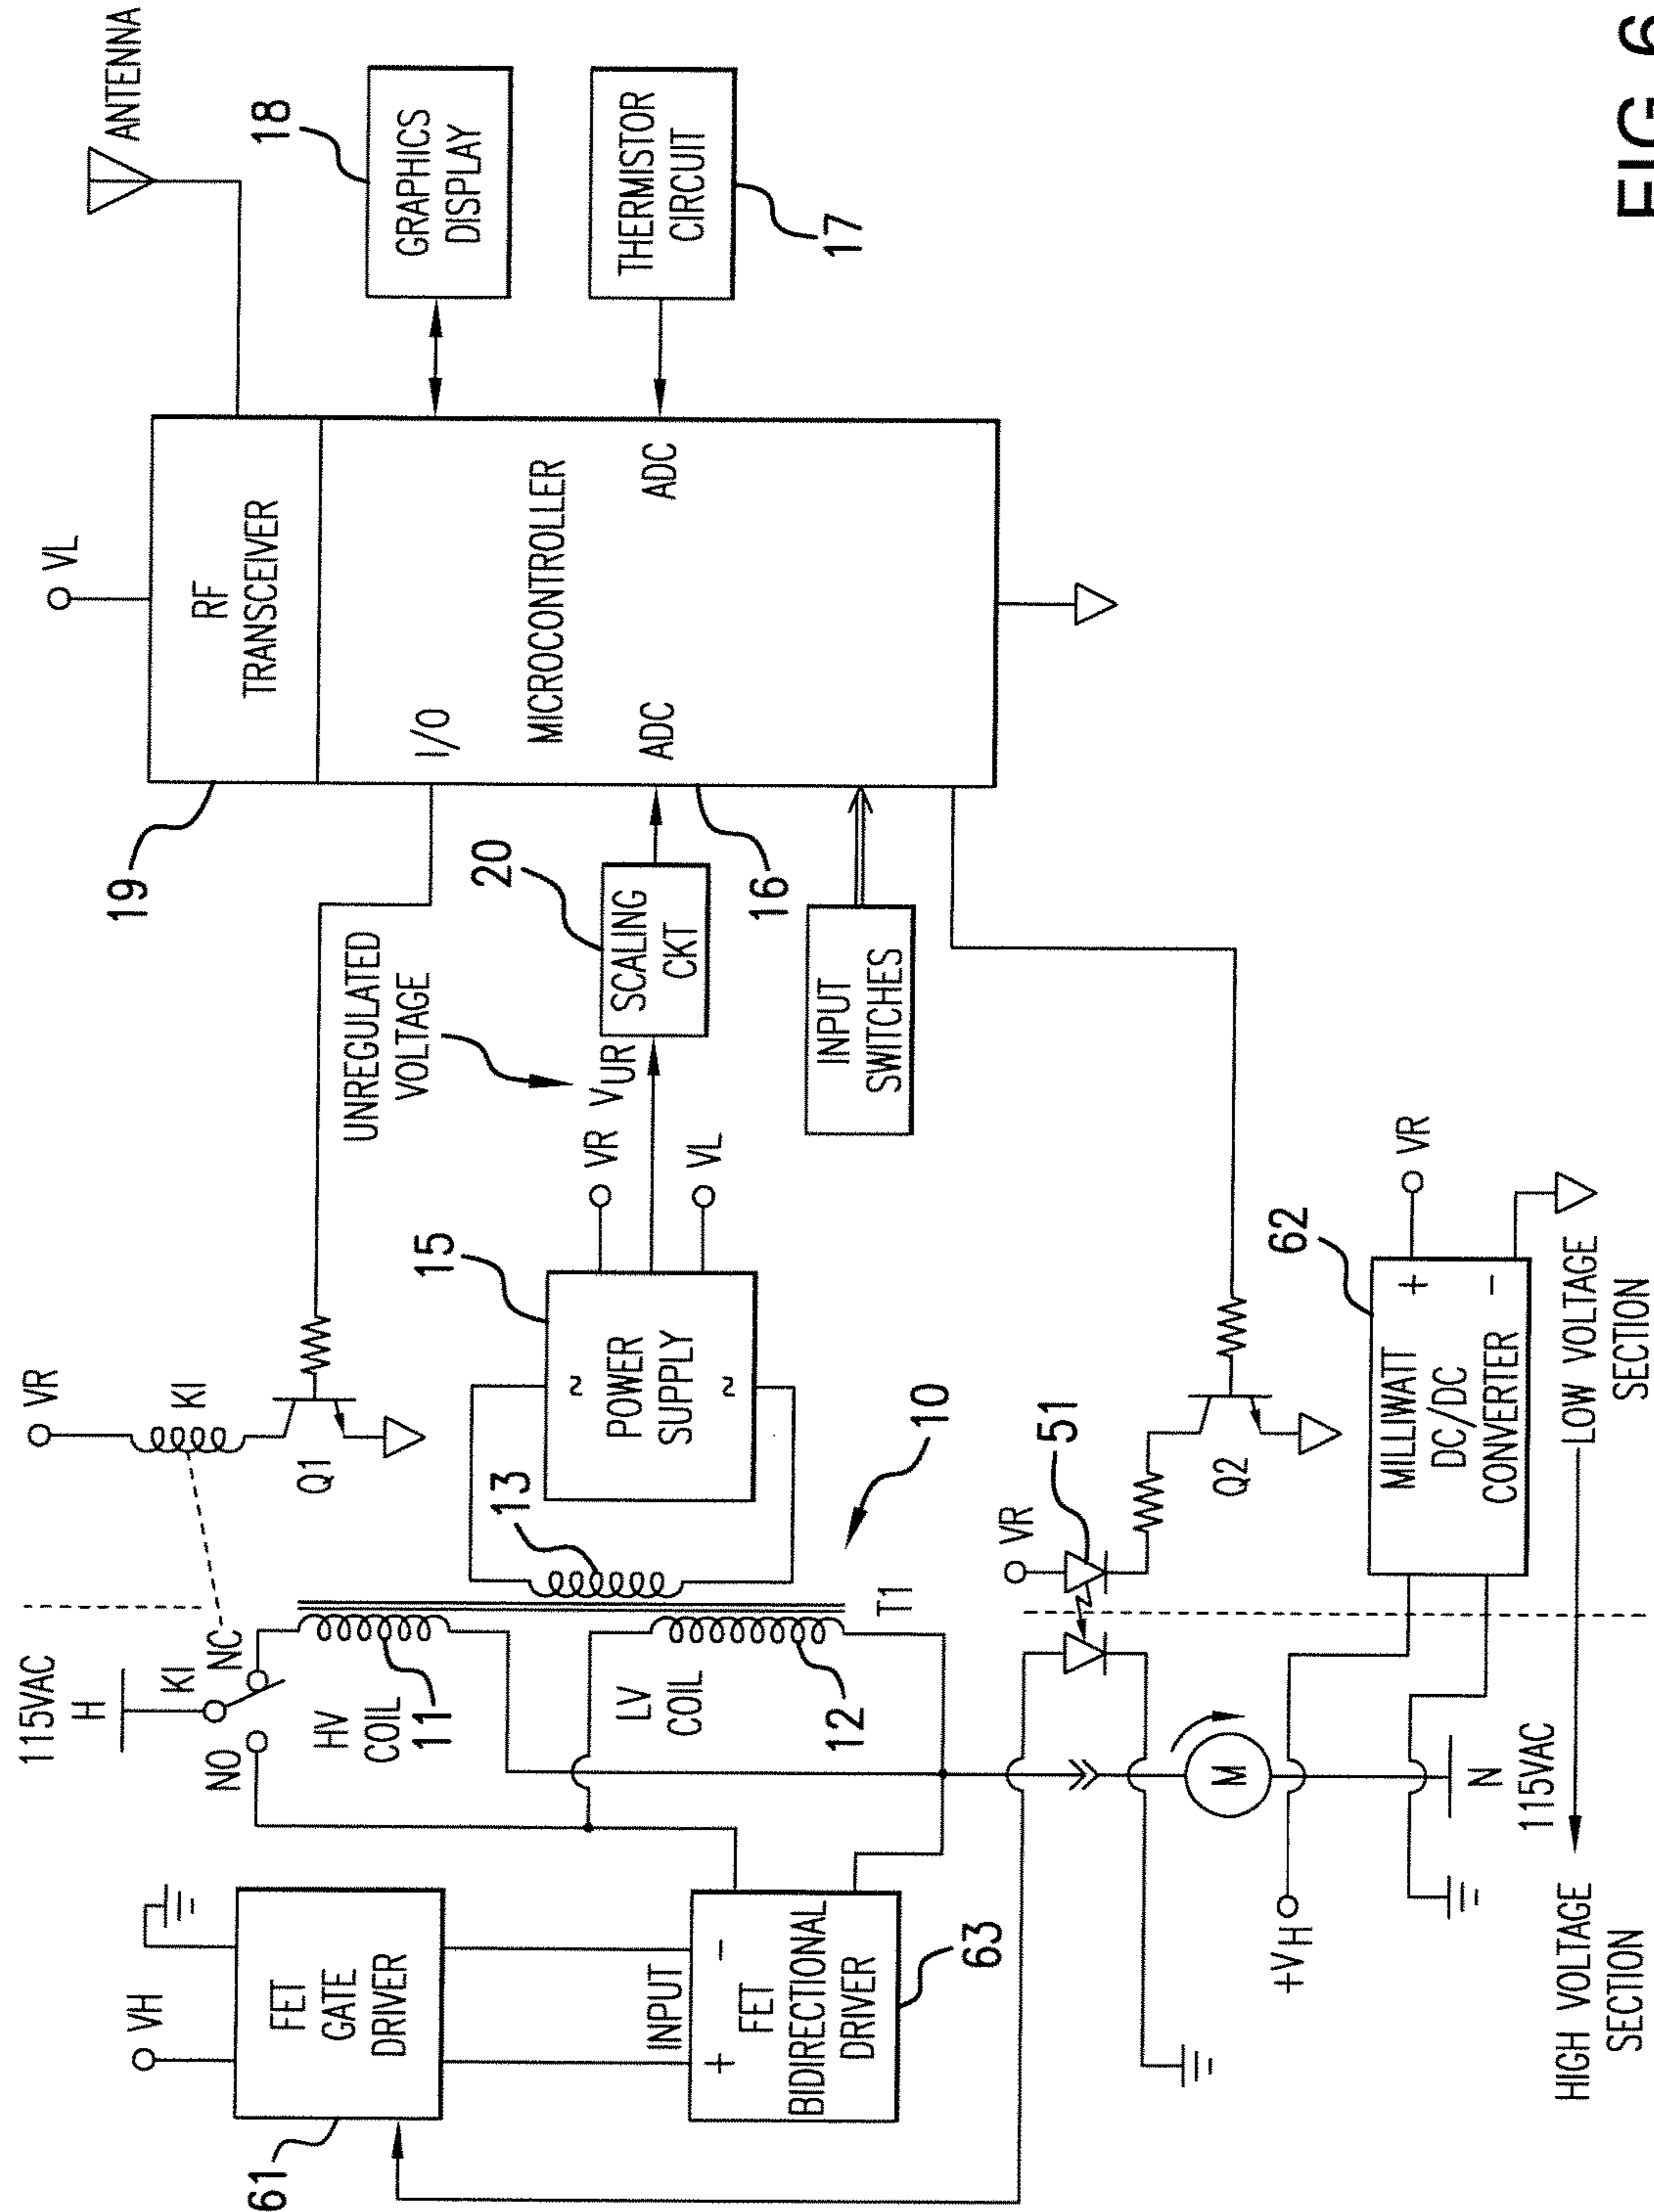 115VAC
H
K1
NC
NO
VR
K1
Q1
VH
FET
GATE
DRIVER
61
HV
COIL
11
LV
COIL
12
13
T1
10
INPUT
+
-
FET
BIDIRECTIONAL
DRIVER
63
POWER
SUPPLY
~
~
15
VR
VUR
VL
UNREGULATED
VOLTAGE
SCALING
CKT
20
16
INPUT
SWITCHES
VL
RF
TRANSCEIVER
19
I/O
MICROCONTROLLER
ADC
ADC
ANTENNA
GRAPHICS
DISPLAY
18
THERMISTOR
CIRCUIT
17
VR
51
Q2
M
N
115VAC
+VH
MILLIWATT
DC/DC
CONVERTER
+
-
62
VR
HIGH VOLTAGE
SECTION
LOW VOLTAGE
SECTION
FIG. 6